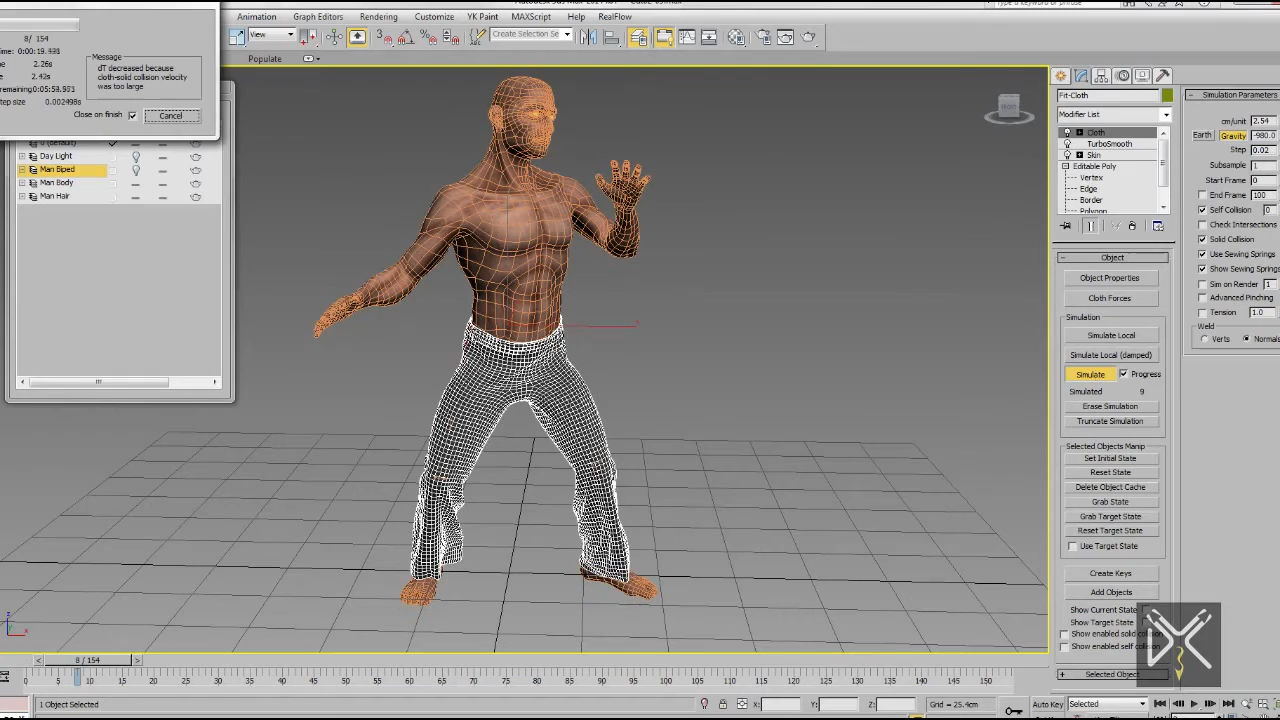 Animation Graph Editors Rendering Customize YK Paint MAXScript Help RealFlow
View
Create Selection Se
Populate
8/ 154
0:00:19.431
2.26s
2.42s
remaining 0:05:53.573
step size 0.002498s
Message
dT decreased because
cloth-solid collision velocity
was too large
Close on finish
Cancel
0 (default)
Day Light
Man Biped
Man Body
Man Hair
Fit-Cloth
Modifier List
Cloth
TurboSmooth
Skin
Editable Poly
Vertex
Edge
Border
Polygon
Object
Object Properties
Cloth Forces
Simulation
Simulate Local
Simulate Local (damped)
Simulate
Progress
Simulated 9
Erase Simulation
Truncate Simulation
Selected Objects Manip
Set Initial State
Reset State
Delete Object Cache
Grab State
Grab Target State
Reset Target State
Use Target State
Create Keys
Add Objects
Show Current State
Show Target State
Show enabled solid collision
Show enabled self collision
Selected Object
Simulation Parameters
cm/unit 2.54
Earth Gravity -980.0
Step 0.02
Subsample 1
Start Frame 0
End Frame 100
Self Collision 0
Check Intersections
Solid Collision
Use Sewing Springs
Show Sewing Springs
Sim on Render 1
Advanced Pinching
Tension 1.0
Weld
Verts Normals
8 / 154
5 10 15 20 25 30 35 40 45 50 55 60 65 70 75 80 85 90 95 100 105 110 115 120 125 130 135 140 145 150
1 Object Selected
X: Y: Z: Grid = 25.4cm
Auto Key Selected